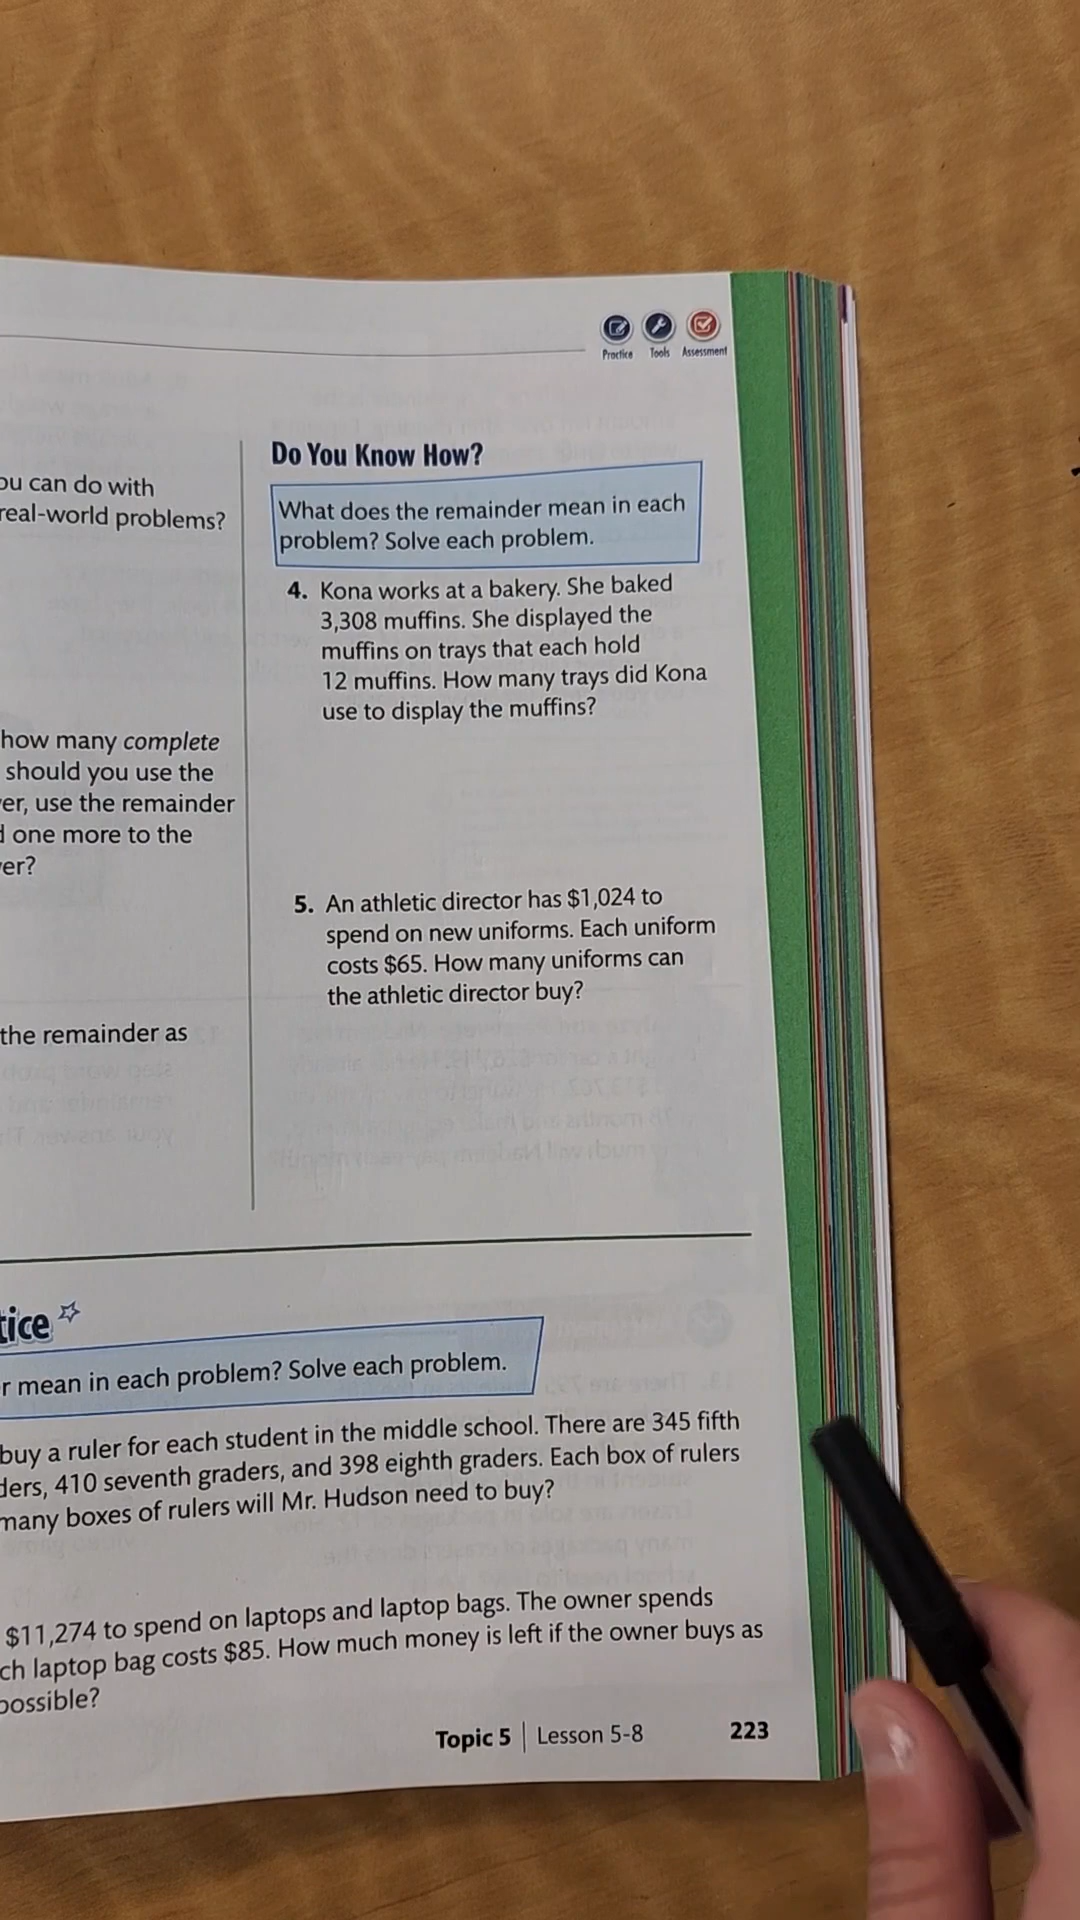 Practice Tools Assessment
ou can do with
real-world problems?
how many complete
should you use the
er, use the remainder
one more to the
er?
the remainder as
Do You Know How?
What does the remainder mean in each
problem? Solve each problem.
4. Kona works at a bakery. She baked
3,308 muffins. She displayed the
muffins on trays that each hold
12 muffins. How many trays did Kona
use to display the muffins?
5. An athletic director has $1,024 to
spend on new uniforms. Each uniform
costs $65. How many uniforms can
the athletic director buy?
tice
r mean in each problem? Solve each problem.
buy a ruler for each student in the middle school. There are 345 fifth
ders, 410 seventh graders, and 398 eighth graders. Each box of rulers
many boxes of rulers will Mr. Hudson need to buy?
$11,274 to spend on laptops and laptop bags. The owner spends
ch laptop bag costs $85. How much money is left if the owner buys as
possible?
Topic 5 | Lesson 5-8 223